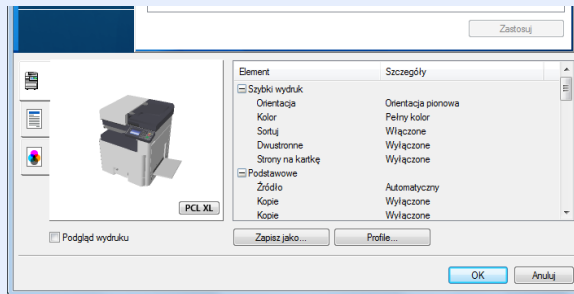 Zastosuj
Element Szczegóły
Szybki wydruk
Orientacja Orientacja pionowa
Kolor Pełny kolor
Sortuj Włączone
Dwustronne Wyłączone
Strony na kartkę Wyłączone
Podstawowe
Źródło Automatyczny
Kopie Wyłączone
Kopie Wyłączone
PCL XL
Podgląd wydruku
Zapisz jako... Profile...
OK Anuluj